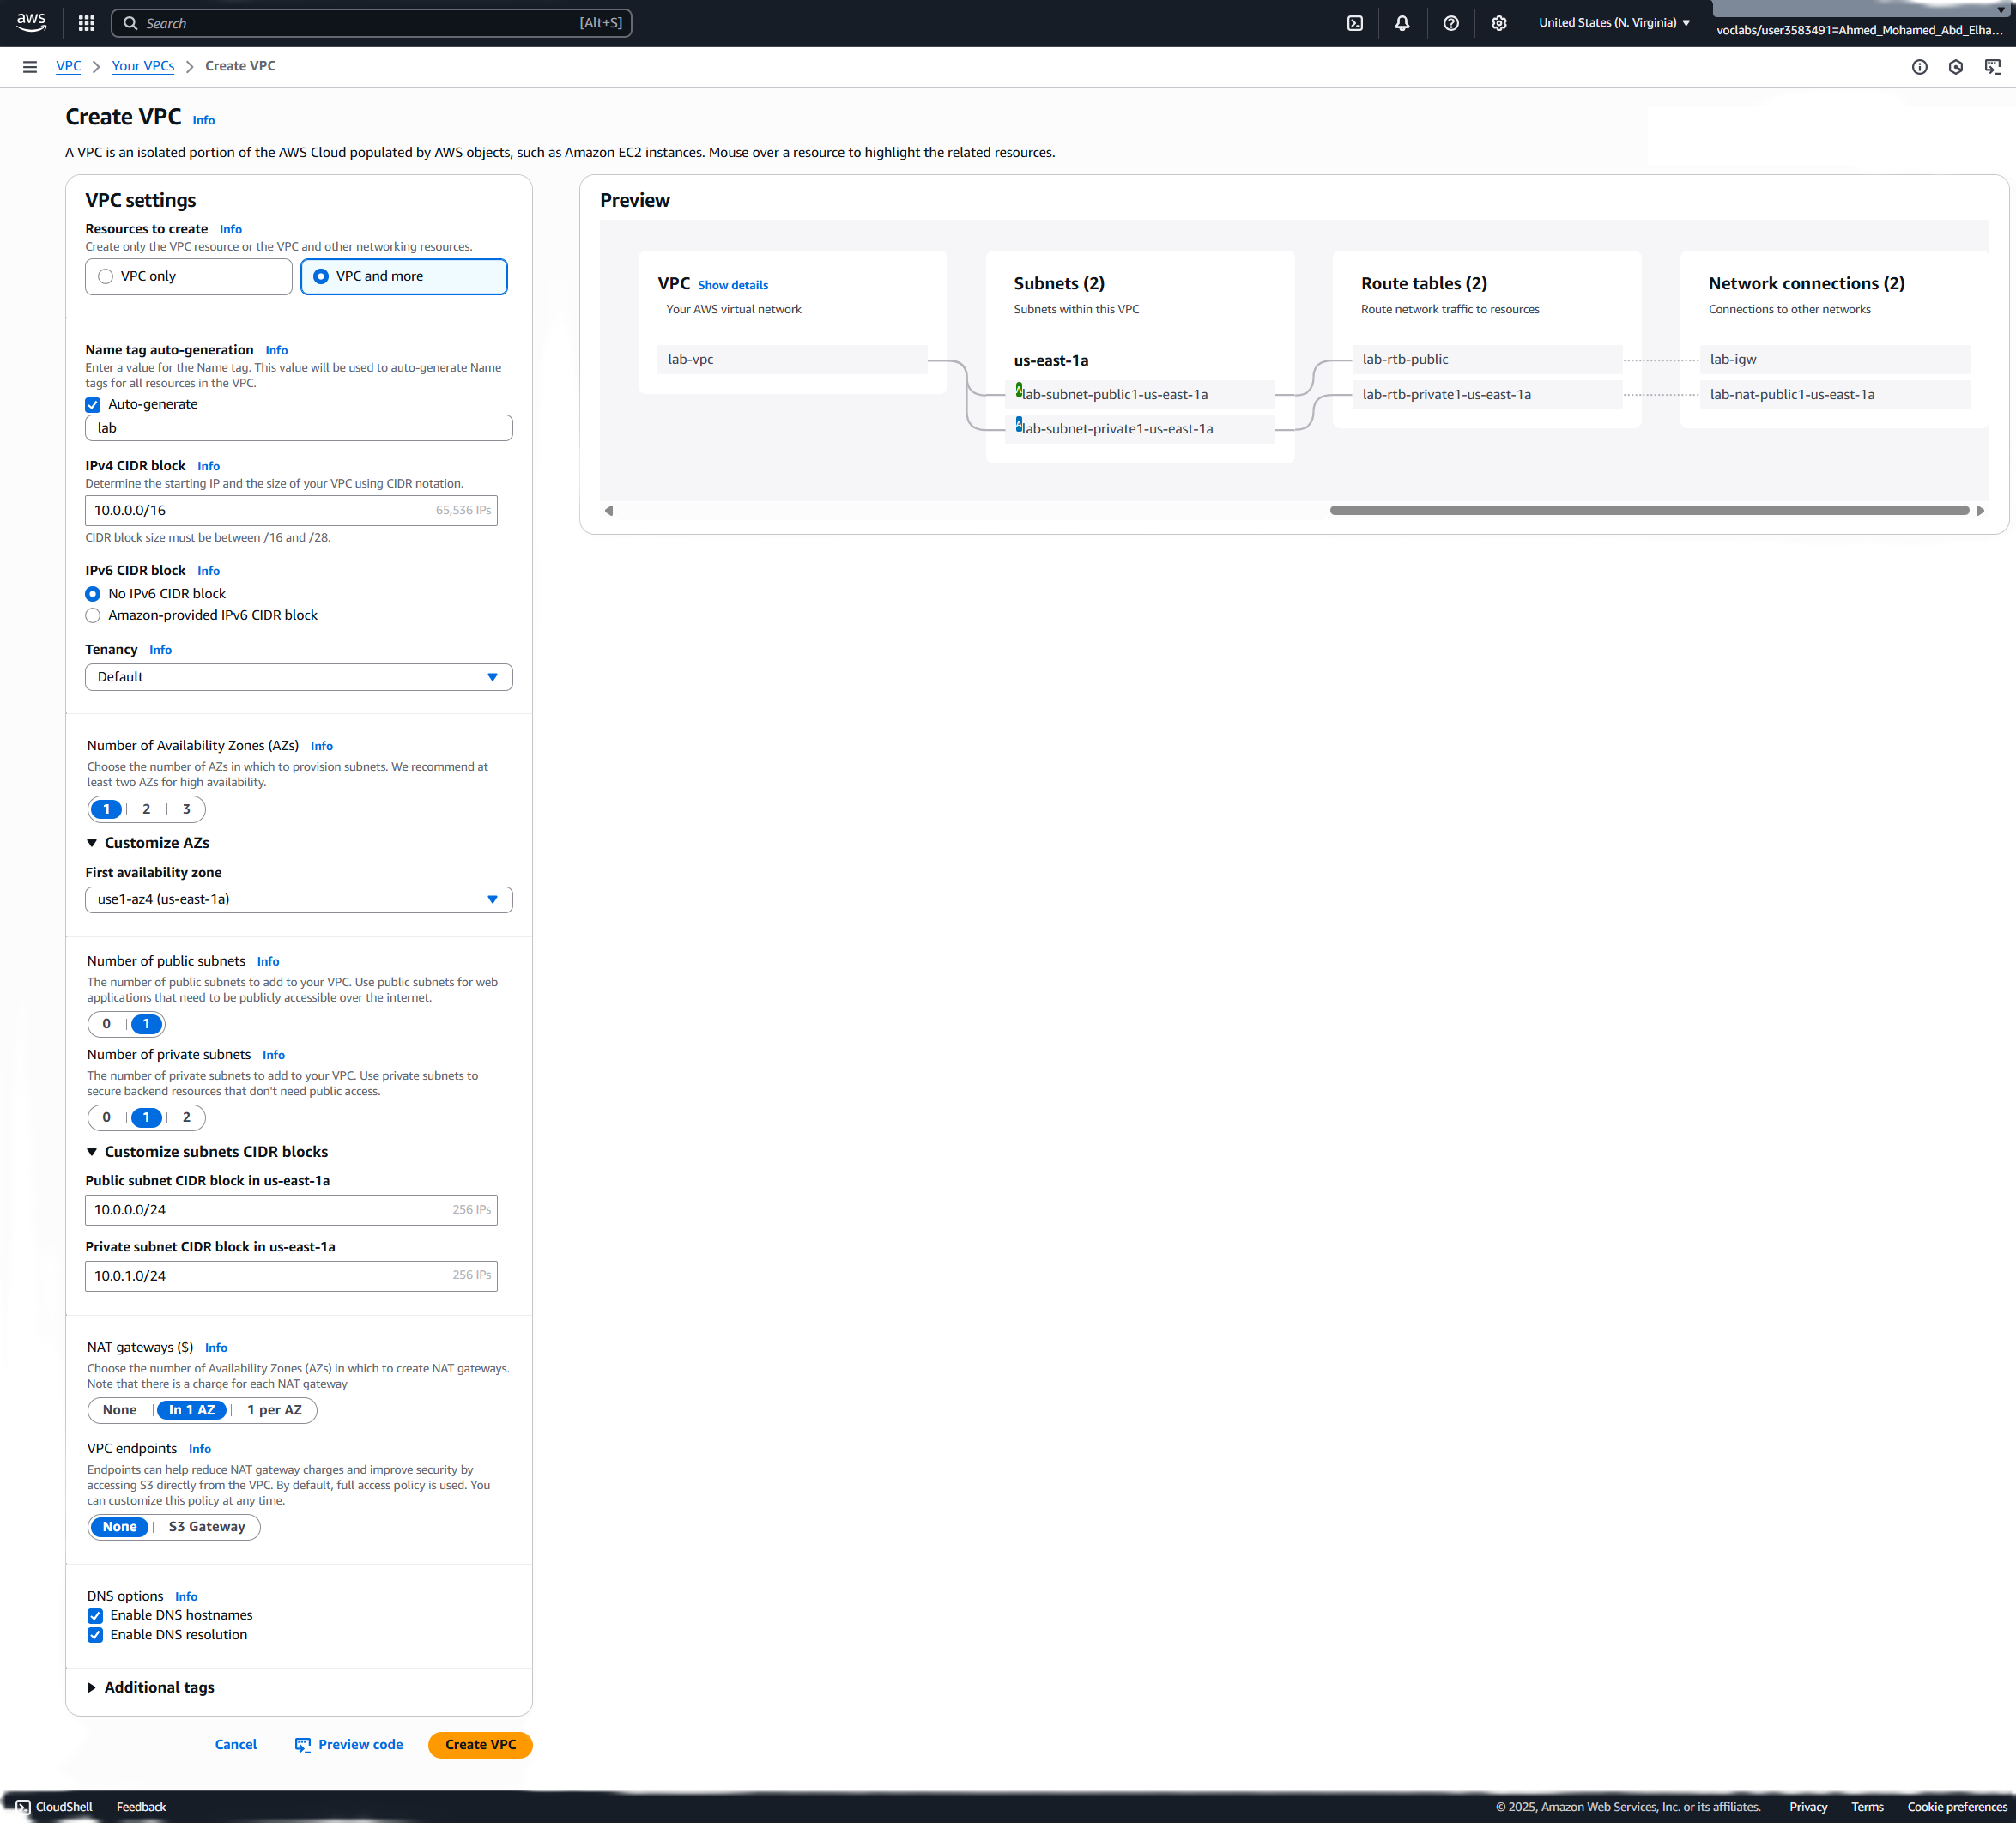 aws
Search
[Alt+S]
United States (N. Virginia)
voclabs/user3583491=Ahmed_Mohamed_Abd_Elha...
VPC
Your VPCs
Create VPC
Create VPC
Info
A VPC is an isolated portion of the AWS Cloud populated by AWS objects, such as Amazon EC2 instances. Mouse over a resource to highlight the related resources.
VPC settings
Resources to create Info
Create only the VPC resource or the VPC and other networking resources.
VPC only
VPC and more
Name tag auto-generation Info
Enter a value for the Name tag. This value will be used to auto-generate Name
tags for all resources in the VPC.
Auto-generate
lab
IPv4 CIDR block Info
Determine the starting IP and the size of your VPC using CIDR notation.
10.0.0.0/16
65,536 IPs
CIDR block size must be between /16 and /28.
IPv6 CIDR block Info
No IPv6 CIDR block
Amazon-provided IPv6 CIDR block
Tenancy Info
Default
Number of Availability Zones (AZs) Info
Choose the number of AZs in which to provision subnets. We recommend at
least two AZs for high availability.
1 2 3
Customize AZs
First availability zone
use1-az4 (us-east-1a)
Number of public subnets Info
The number of public subnets to add to your VPC. Use public subnets for web
applications that need to be publicly accessible over the internet.
0 1
Number of private subnets Info
The number of private subnets to add to your VPC. Use private subnets to
secure backend resources that don't need public access.
0 1 2
Customize subnets CIDR blocks
Public subnet CIDR block in us-east-1a
10.0.0.0/24
256 IPs
Private subnet CIDR block in us-east-1a
10.0.1.0/24
256 IPs
NAT gateways ($) Info
Choose the number of Availability Zones (AZs) in which to create NAT gateways.
Note that there is a charge for each NAT gateway
None In 1 AZ 1 per AZ
VPC endpoints Info
Endpoints can help reduce NAT gateway charges and improve security by
accessing S3 directly from the VPC. By default, full access policy is used. You
can customize this policy at any time.
None S3 Gateway
DNS options Info
Enable DNS hostnames
Enable DNS resolution
Additional tags
Cancel
Preview code
Create VPC
Preview
VPC Show details
Your AWS virtual network
lab-vpc
Subnets (2)
Subnets within this VPC
us-east-1a
A lab-subnet-public1-us-east-1a
A lab-subnet-private1-us-east-1a
Route tables (2)
Route network traffic to resources
lab-rtb-public
lab-rtb-private1-us-east-1a
Network connections (2)
Connections to other networks
lab-igw
lab-nat-public1-us-east-1a
CloudShell
Feedback
© 2025, Amazon Web Services, Inc. or its affiliates.
Privacy
Terms
Cookie preferences